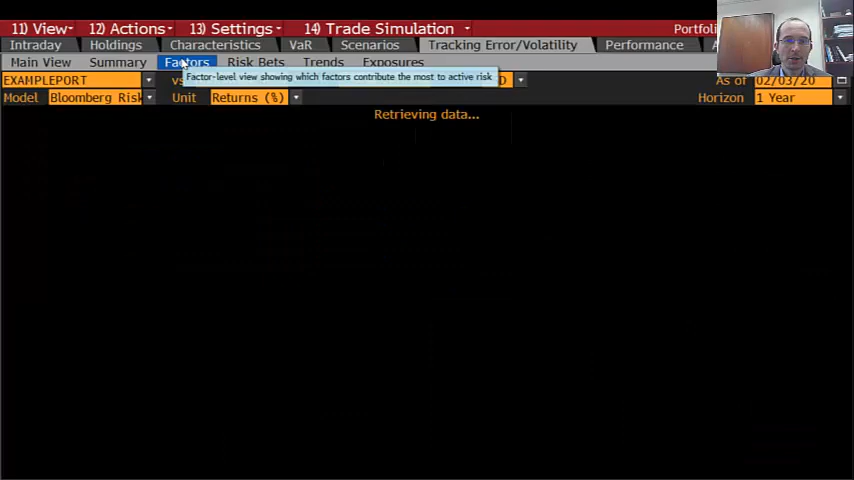 11) View 12) Actions 13) Settings 14) Trade Simulation Portfoli
Intraday Holdings Characteristics VaR Scenarios Tracking Error/Volatility Performance
Main View Summary Factors Risk Bets Trends Exposures
Factor-level view showing which factors contribute the most to active risk
EXAMPLEPORT vs As of 02/03/20
Model Bloomberg Risk Unit Returns (%) Horizon 1 Year
Retrieving data...